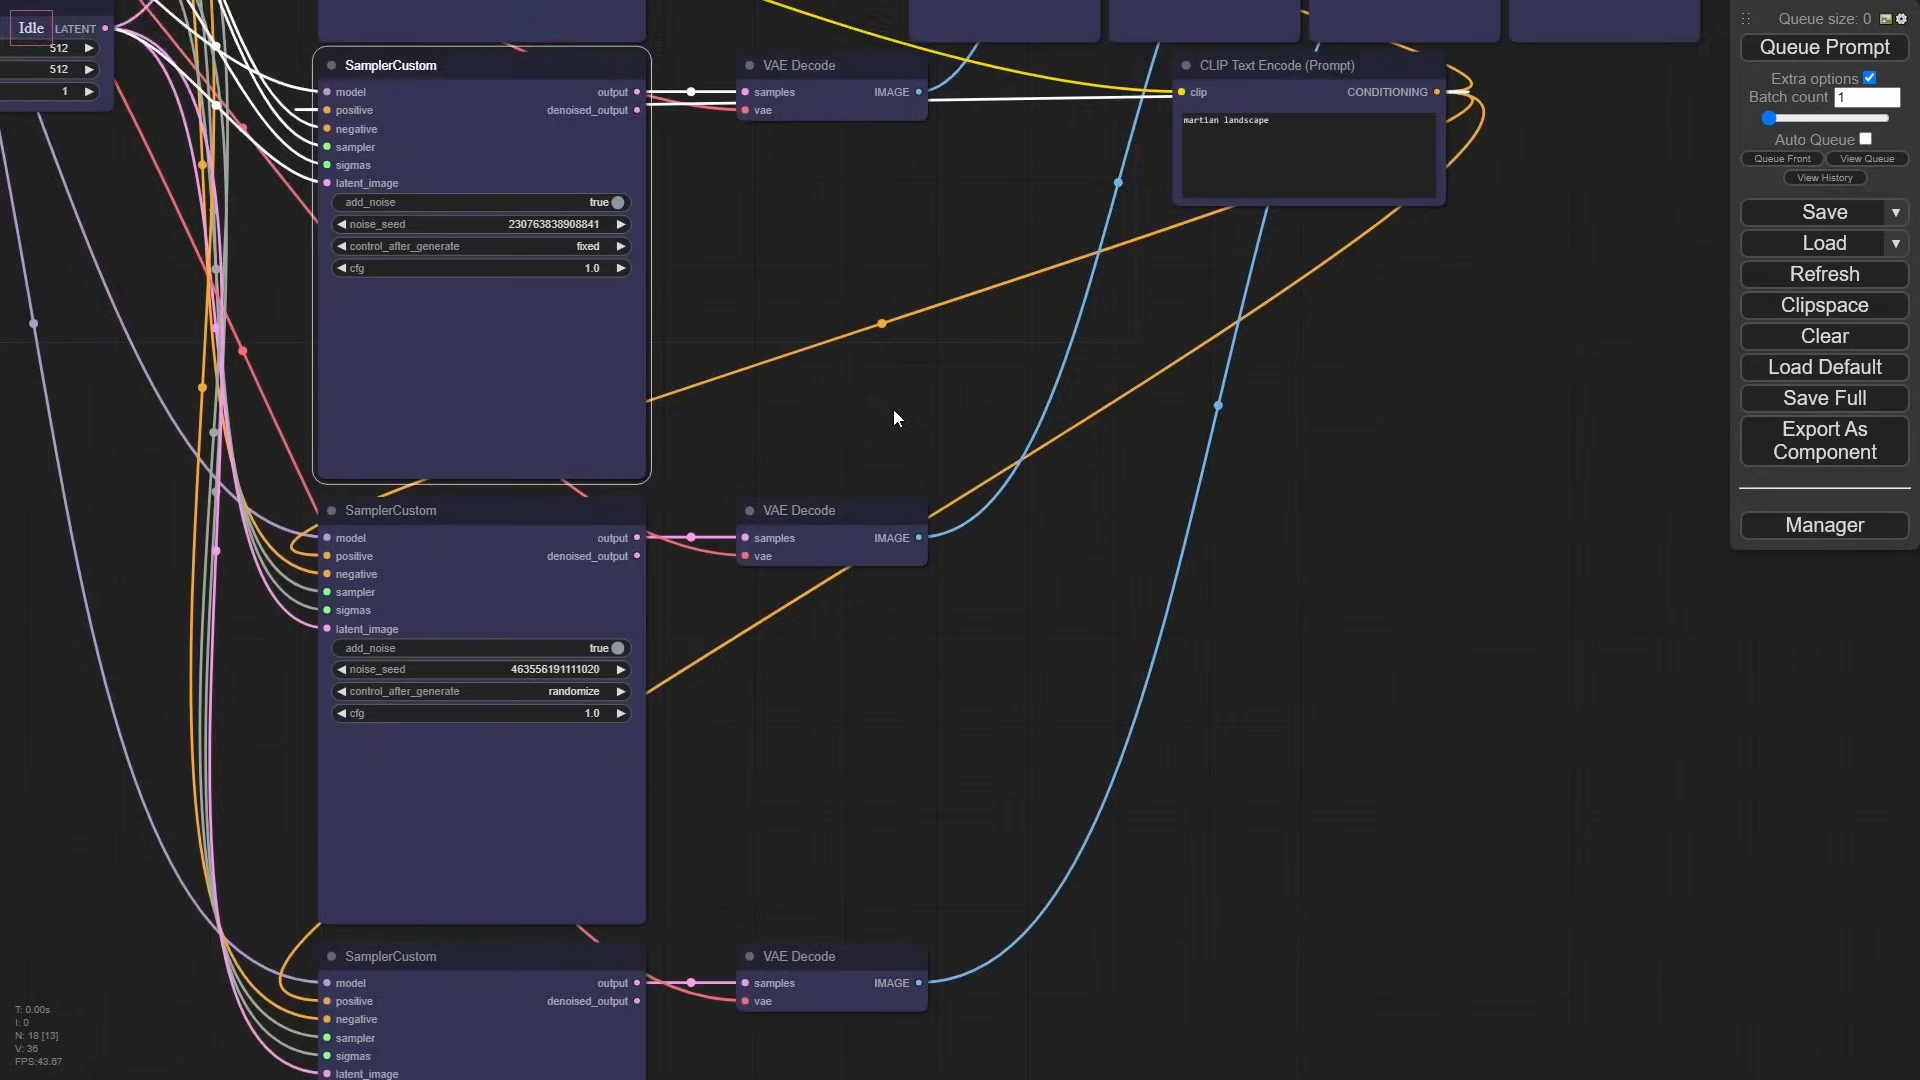 Idle
LATENT
512
512
1
SamplerCustom
model
output
positive
denoised_output
negative
sampler
sigmas
latent_image
add_noise
true
noise_seed
230763838908841
control_after_generate
fixed
cfg
1.0
VAE Decode
samples
IMAGE
vae
CLIP Text Encode (Prompt)
clip
CONDITIONING
martian landscape
SamplerCustom
model
output
positive
denoised_output
negative
sampler
sigmas
latent_image
add_noise
true
noise_seed
463556191111020
control_after_generate
randomize
cfg
1.0
VAE Decode
samples
IMAGE
vae
SamplerCustom
model
output
positive
denoised_output
negative
sampler
sigmas
latent_image
VAE Decode
samples
IMAGE
vae
Queue size: 0
Queue Prompt
Extra options
Batch count 1
Auto Queue
Queue Front
View Queue
View History
Save
Load
Refresh
Clipspace
Clear
Load Default
Save Full
Export As
Component
Manager
T: 0.00s
I: 0
N: 18 [13]
V: 36
FPS:43.87